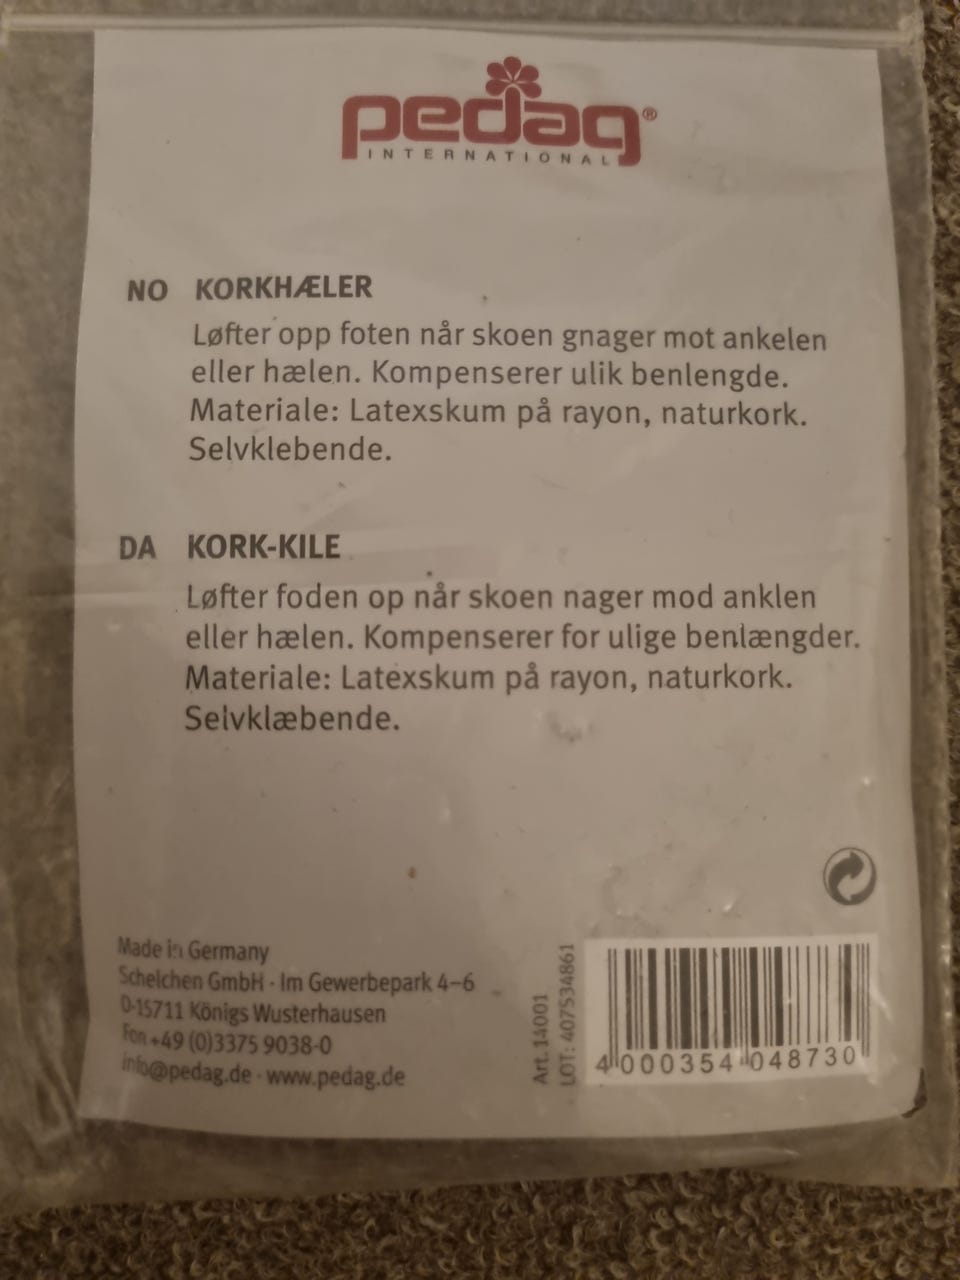 pedag®
INTERNATIONAL
NO KORKHÆLER
Løfter opp foten når skoen gnager mot ankelen
eller hælen. Kompenserer ulik benlengde.
Materiale: Latexskum på rayon, naturkork.
Selvklebende.
DA KORK-KILE
Løfter foden op når skoen nager mod anklen
eller hælen. Kompenserer for ulige benlængder.
Materiale: Latexskum på rayon, naturkork.
Selvklæbende.
Made in Germany
Schelchen GmbH · Im Gewerbepark 4–6
D-15711 Königs Wusterhausen
Fon +49 (0)3375 9038-0
info@pedag.de · www.pedag.de
Art. 14001
LOT: 407534861
4 000354 048730